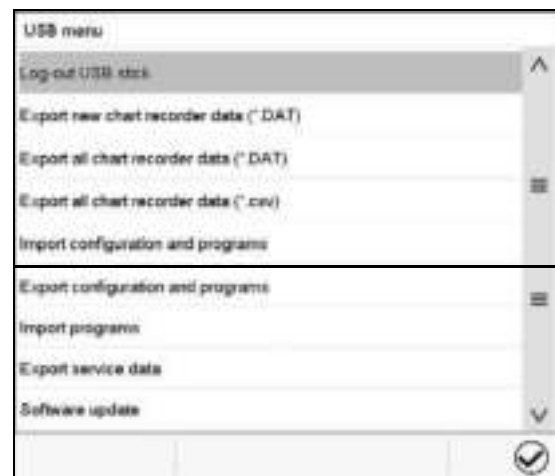 USB menu
Log-out USB stick
Export new chart recorder data (*.DAT)
Export all chart recorder data (*.DAT)
Export all chart recorder data (*.csv)
Import configuration and programs
Export configuration and programs
Import programs
Export service data
Software update